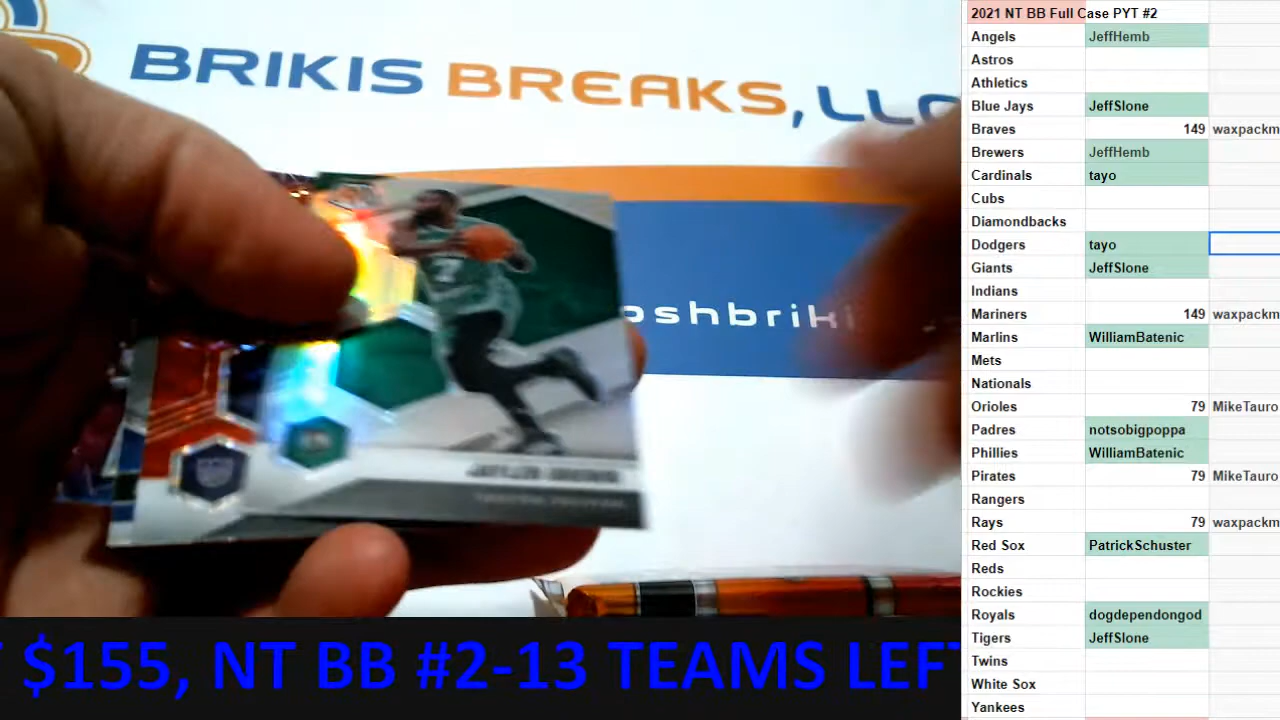 BRIKIS BREAKS, LLC
oshbriki
7
$155, NT BB #2-13 TEAMS LEFT
2021 NT BB Full Case PYT #2
Angels JeffHemb
Astros
Athletics
Blue Jays JeffSlone
Braves 149 waxpackm
Brewers JeffHemb
Cardinals tayo
Cubs
Diamondbacks
Dodgers tayo
Giants JeffSlone
Indians
Mariners 149 waxpackm
Marlins WilliamBatenic
Mets
Nationals
Orioles 79 MikeTauro
Padres notsobigpoppa
Phillies WilliamBatenic
Pirates 79 MikeTauro
Rangers
Rays 79 waxpackm
Red Sox PatrickSchuster
Reds
Rockies
Royals dogdependongod
Tigers JeffSlone
Twins
White Sox
Yankees